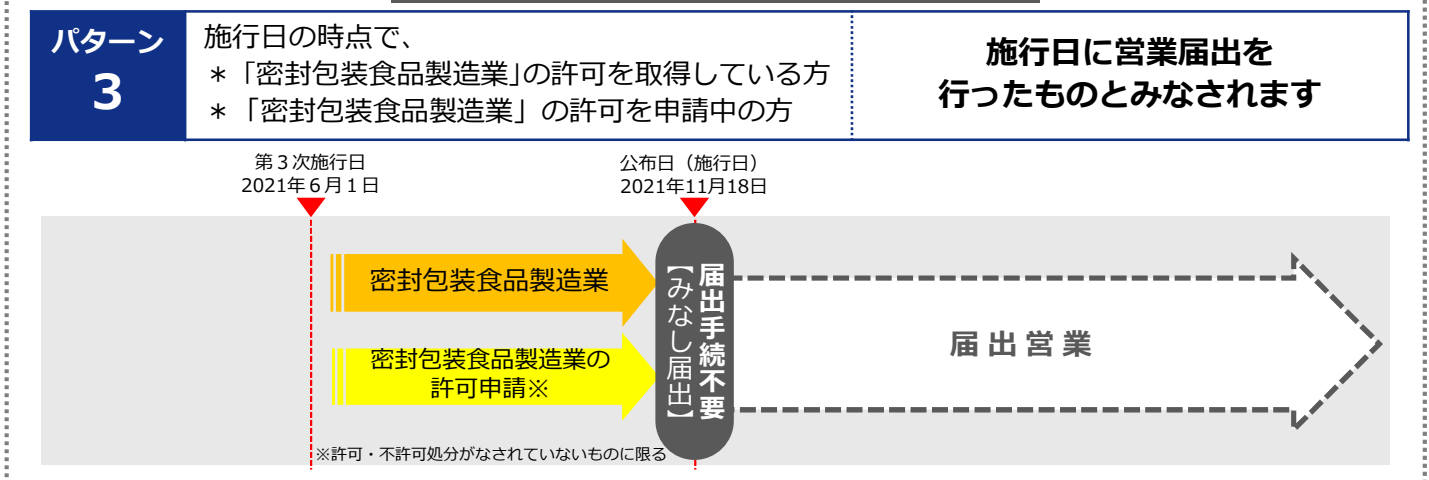 パターン
3
施行日の時点で、
＊「密封包装食品製造業」の許可を取得している方
＊「密封包装食品製造業」の許可を申請中の方
施行日に営業届出を
行ったものとみなされます
第３次施行日
2021年６月１日
公布日（施行日）
2021年11月18日
密封包装食品製造業
密封包装食品製造業の
許可申請※
※許可・不許可処分がなされていないものに限る
届出手続不要
【みなし届出】
届出営業